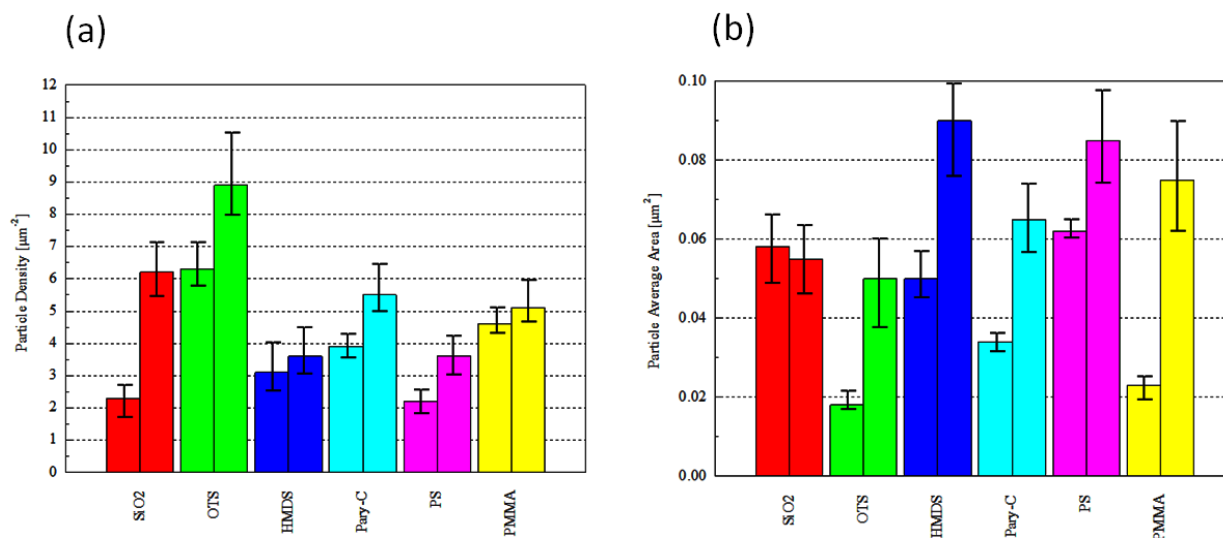 (a)
(b)
Particle Density [µm⁻²]
12
11
10
9
8
7
6
5
4
3
2
1
0
SiO2
OTS
HMDS
Pary-C
PS
PMMA
Particle Average Area [µm²]
0.10
0.08
0.06
0.04
0.02
0.00
SiO2
OTS
HMDS
Pary-C
PS
PMMA